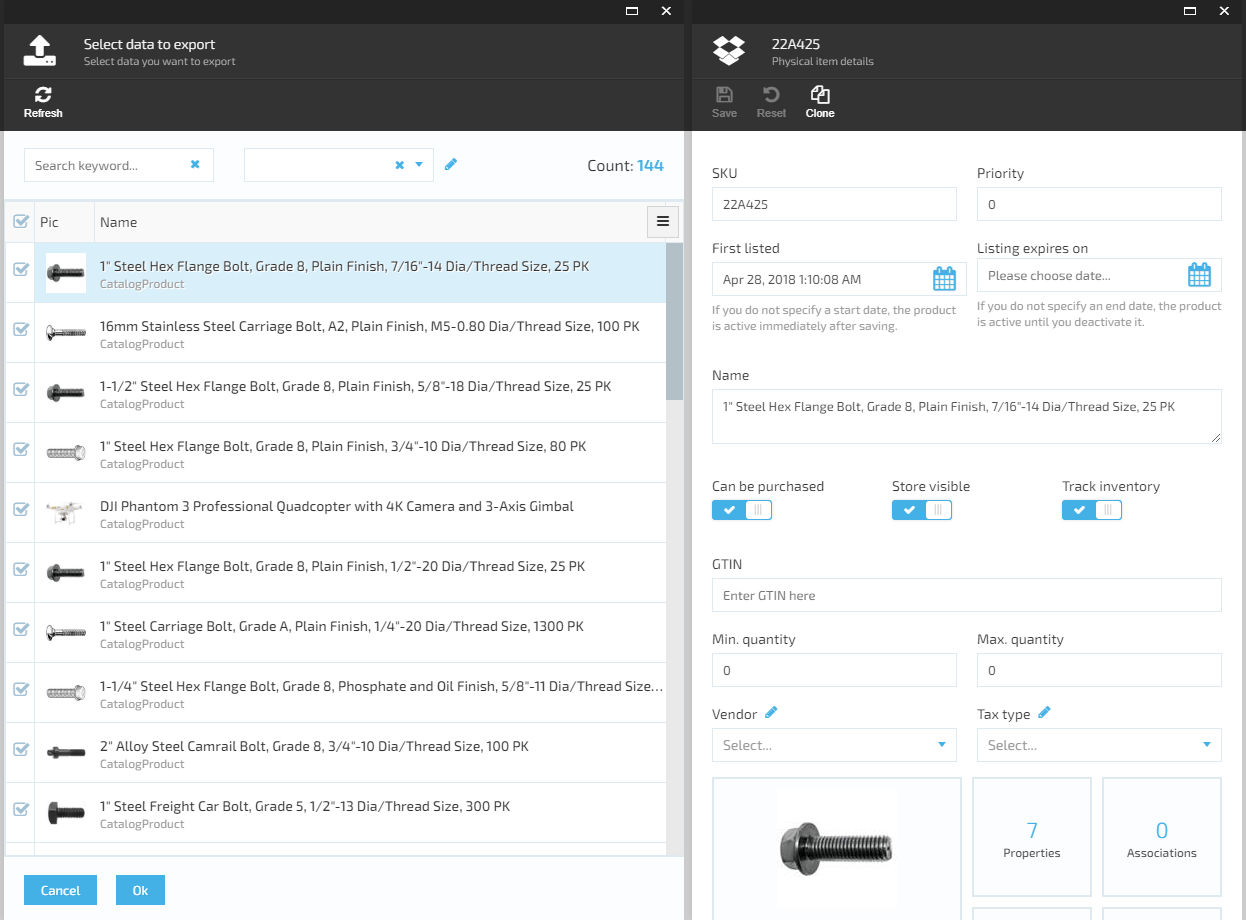 Select data to export
Select data you want to export
Refresh
Search keyword...
Count: 144
Pic
Name
1" Steel Hex Flange Bolt, Grade 8, Plain Finish, 7/16"-14 Dia/Thread Size, 25 PK
CatalogProduct
16mm Stainless Steel Carriage Bolt, A2, Plain Finish, M5-0.80 Dia/Thread Size, 100 PK
CatalogProduct
1-1/2" Steel Hex Flange Bolt, Grade 8, Plain Finish, 5/8"-18 Dia/Thread Size, 25 PK
CatalogProduct
1" Steel Hex Flange Bolt, Grade 8, Plain Finish, 3/4"-10 Dia/Thread Size, 80 PK
CatalogProduct
DJI Phantom 3 Professional Quadcopter with 4K Camera and 3-Axis Gimbal
CatalogProduct
1" Steel Hex Flange Bolt, Grade 8, Plain Finish, 1/2"-20 Dia/Thread Size, 25 PK
CatalogProduct
1" Steel Carriage Bolt, Grade A, Plain Finish, 1/4"-20 Dia/Thread Size, 1300 PK
CatalogProduct
1-1/4" Steel Hex Flange Bolt, Grade 8, Phosphate and Oil Finish, 5/8"-11 Dia/Thread Size...
CatalogProduct
2" Alloy Steel Camrail Bolt, Grade 8, 3/4"-10 Dia/Thread Size, 100 PK
CatalogProduct
1" Steel Freight Car Bolt, Grade 5, 1/2"-13 Dia/Thread Size, 300 PK
CatalogProduct
Cancel
Ok
22A425
Physical item details
Save
Reset
Clone
SKU
Priority
22A425
0
First listed
Listing expires on
Apr 28, 2018 1:10:08 AM
Please choose date...
If you do not specify a start date, the product
is active immediately after saving.
If you do not specify an end date, the product
is active until you deactivate it.
Name
1" Steel Hex Flange Bolt, Grade 8, Plain Finish, 7/16"-14 Dia/Thread Size, 25 PK
Can be purchased
Store visible
Track inventory
GTIN
Enter GTIN here
Min. quantity
Max. quantity
0
0
Vendor
Tax type
Select...
Select...
7
Properties
0
Associations